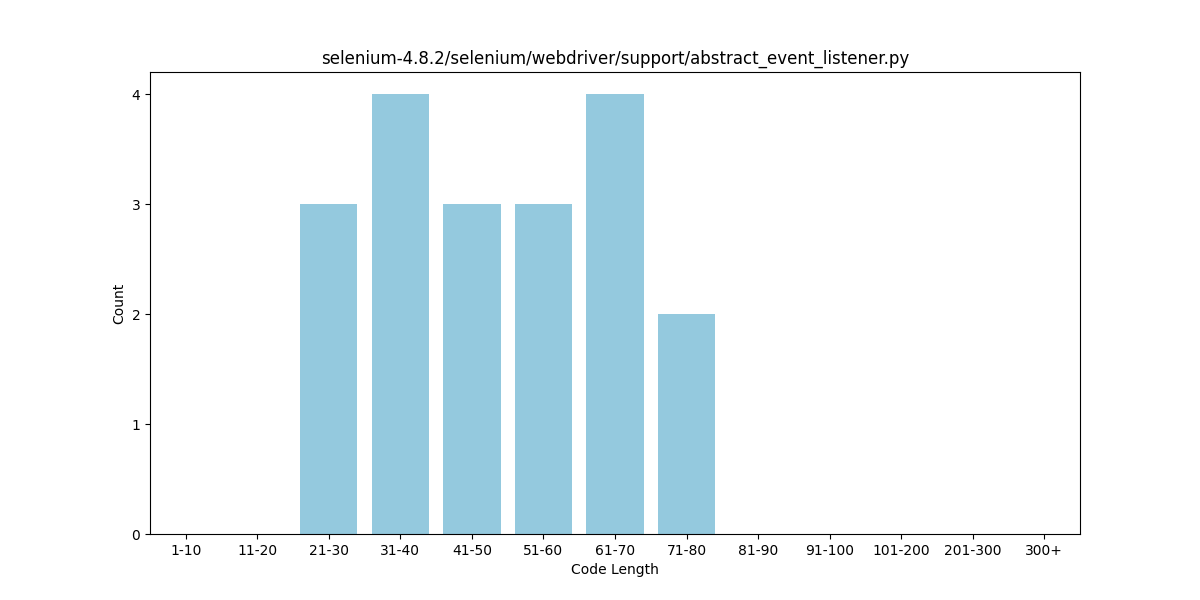 selenium-4.8.2/selenium/webdriver/support/abstract_event_listener.py
4
3
2
1
0
Count
1-10 11-20 21-30 31-40 41-50 51-60 61-70 71-80 81-90 91-100 101-200 201-300 300+
Code Length